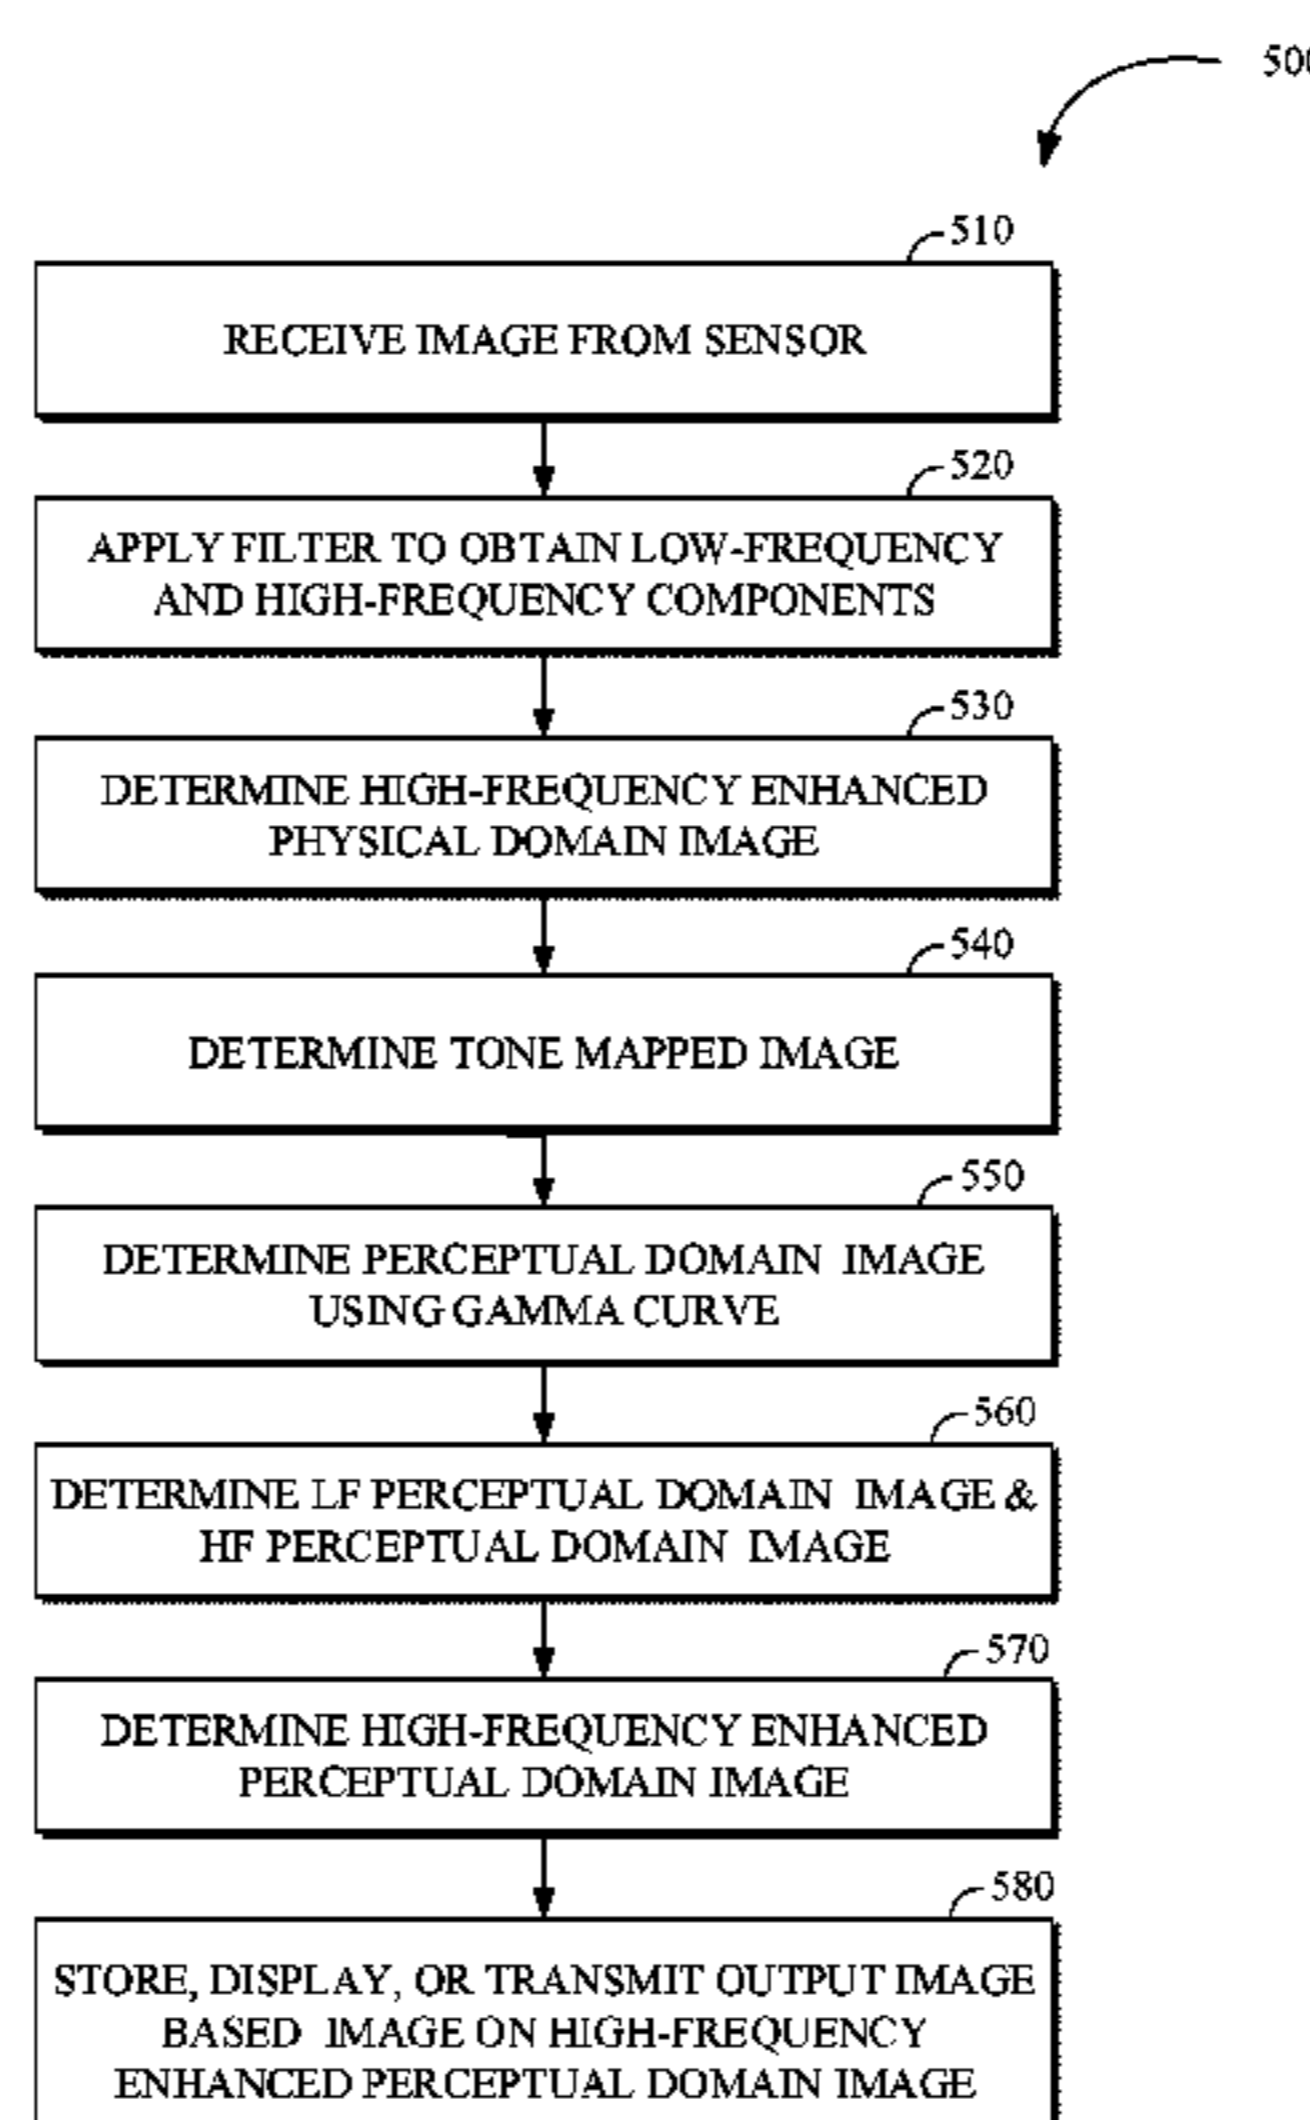 500
510
RECEIVE IMAGE FROM SENSOR
520
APPLY FILTER TO OBTAIN LOW-FREQUENCY
AND HIGH-FREQUENCY COMPONENTS
530
DETERMINE HIGH-FREQUENCY ENHANCED
PHYSICAL DOMAIN IMAGE
540
DETERMINE TONE MAPPED IMAGE
550
DETERMINE PERCEPTUAL DOMAIN IMAGE
USING GAMMA CURVE
560
DETERMINE LF PERCEPTUAL DOMAIN IMAGE &
HF PERCEPTUAL DOMAIN IMAGE
570
DETERMINE HIGH-FREQUENCY ENHANCED
PERCEPTUAL DOMAIN IMAGE
580
STORE, DISPLAY, OR TRANSMIT OUTPUT IMAGE
BASED IMAGE ON HIGH-FREQUENCY
ENHANCED PERCEPTUAL DOMAIN IMAGE